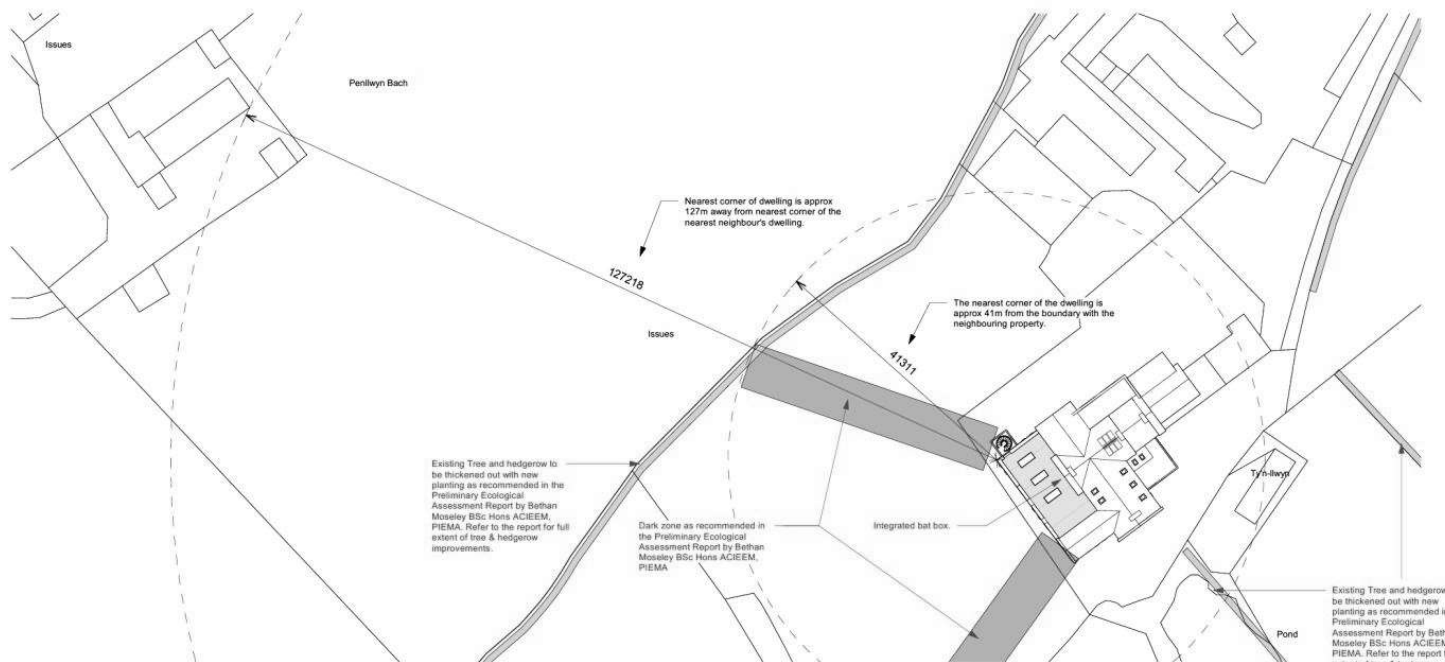 Issues
Penllwyn Bach
Nearest corner of dwelling is approx
127m away from nearest corner of the
nearest neighbour's dwelling.
127218
Issues
The nearest corner of the dwelling is
approx 41m from the boundary with the
neighbouring property.
41311
Existing Tree and hedgerow to
be thickened out with new
planting as recommended in the
Preliminary Ecological
Assessment Report by Bethan
Moseley BSc Hons ACIEEM,
PIEMA. Refer to the report for full
extent of tree & hedgerow
improvements.
Dark zone as recommended in
the Preliminary Ecological
Assessment Report by Bethan
Moseley BSc Hons ACIEEM,
PIEMA
Integrated bat box.
Ty'n-llwyn
Pond
Existing Tree and hedgerow
be thickened out with new
planting as recommended
Preliminary Ecological
Assessment Report by
Moseley BSc Hons
PIEMA. Refer to the report